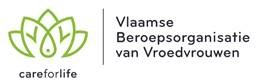 Vlaamse
Beroepsorganisatie
van Vroedvrouwen
careforlife